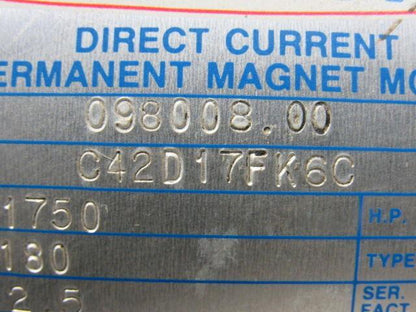 DIRECT CURRENT
ERMANENT MAGNET MO
098008.00
C42D17FK6C
1750 H.P.
180 TYPE
2.5 SER.
FACT